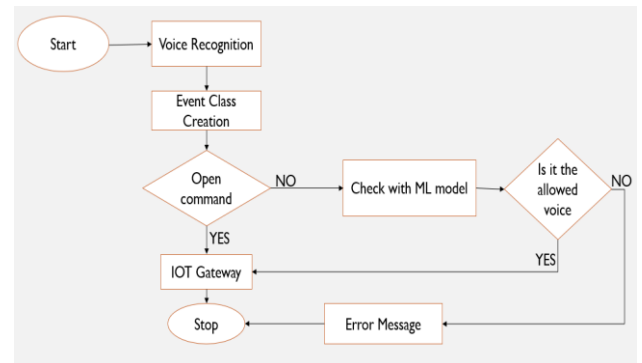 Start
Voice Recognition
Event Class
Creation
Open
command
NO
Check with ML model
Is it the
allowed
voice
NO
YES
YES
IOT Gateway
Stop
Error Message